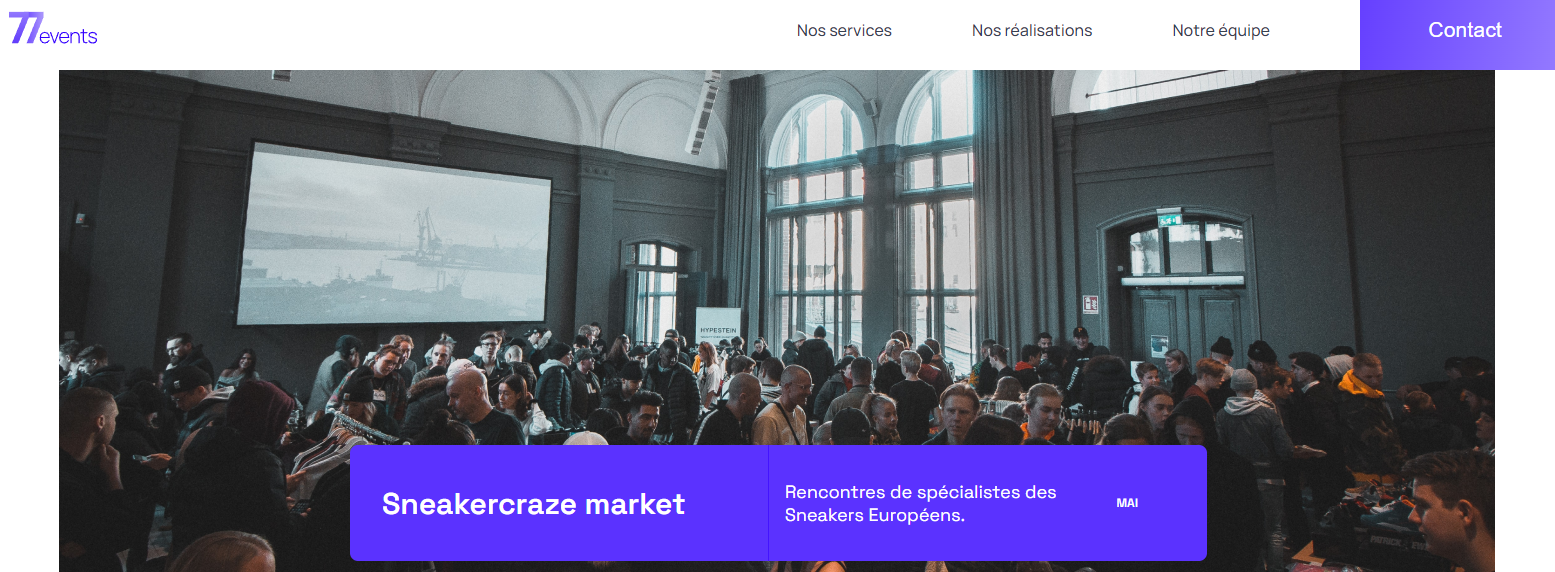 77events
Nos services
Nos réalisations
Notre équipe
Contact
HYPESTEIN
Sneakercraze market
Rencontres de spécialistes des
Sneakers Européens.
MAI